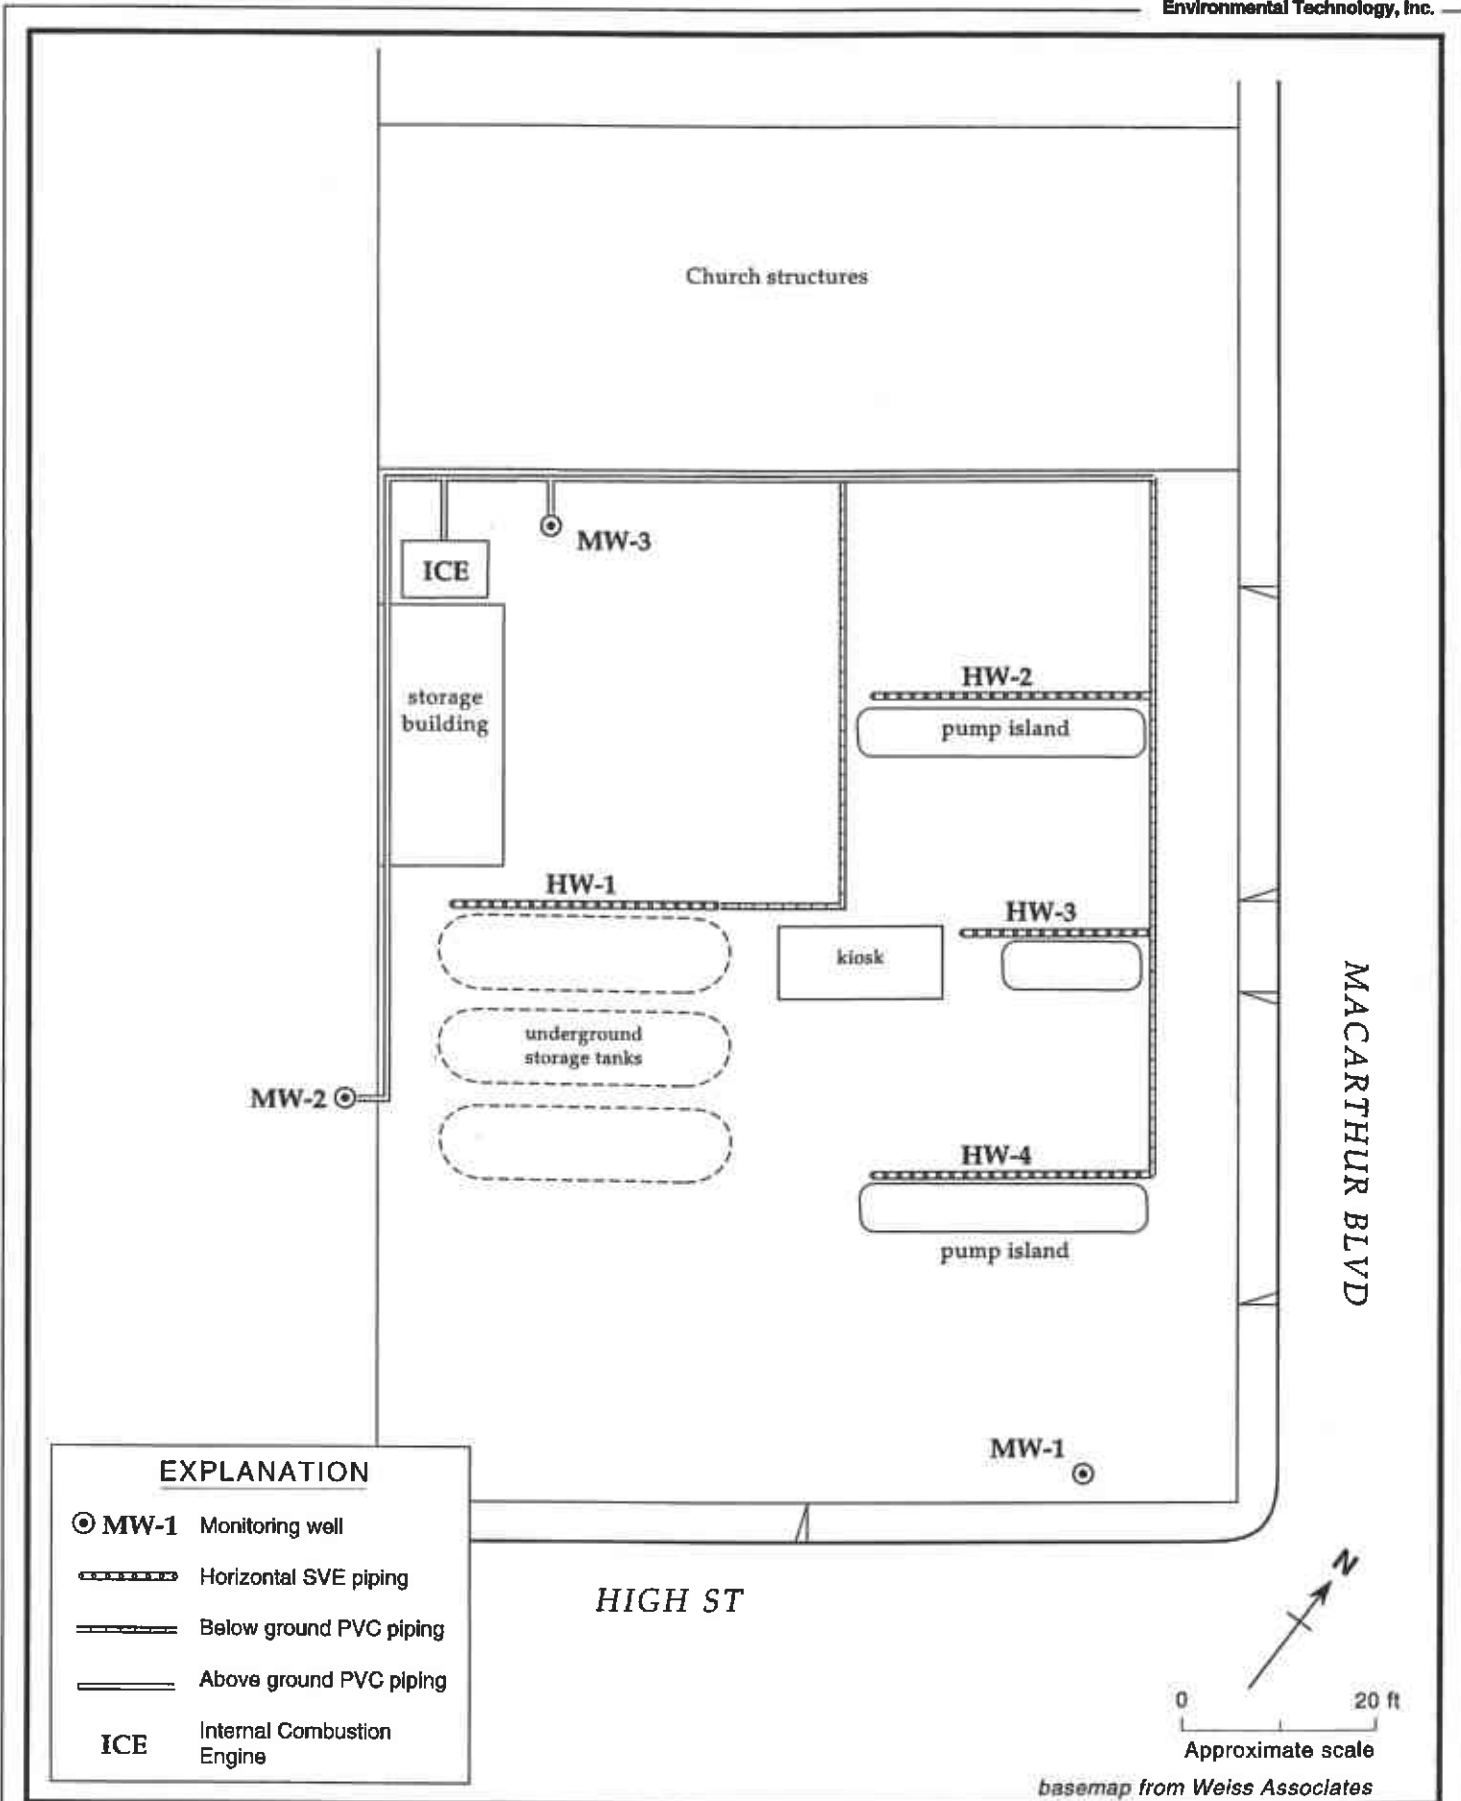 Environmental Technology, Inc.
Church structures
MW-3
ICE
HW-2
storage
building
pump island
HW-1
HW-3
kiosk
underground
storage tanks
MW-2
HW-4
pump island
MACARTHUR BLVD
MW-1
EXPLANATION
MW-1 Monitoring well
Horizontal SVE piping
Below ground PVC piping
Above ground PVC piping
ICE Internal Combustion
Engine
HIGH ST
N
0 20 ft
Approximate scale
basemap from Weiss Associates